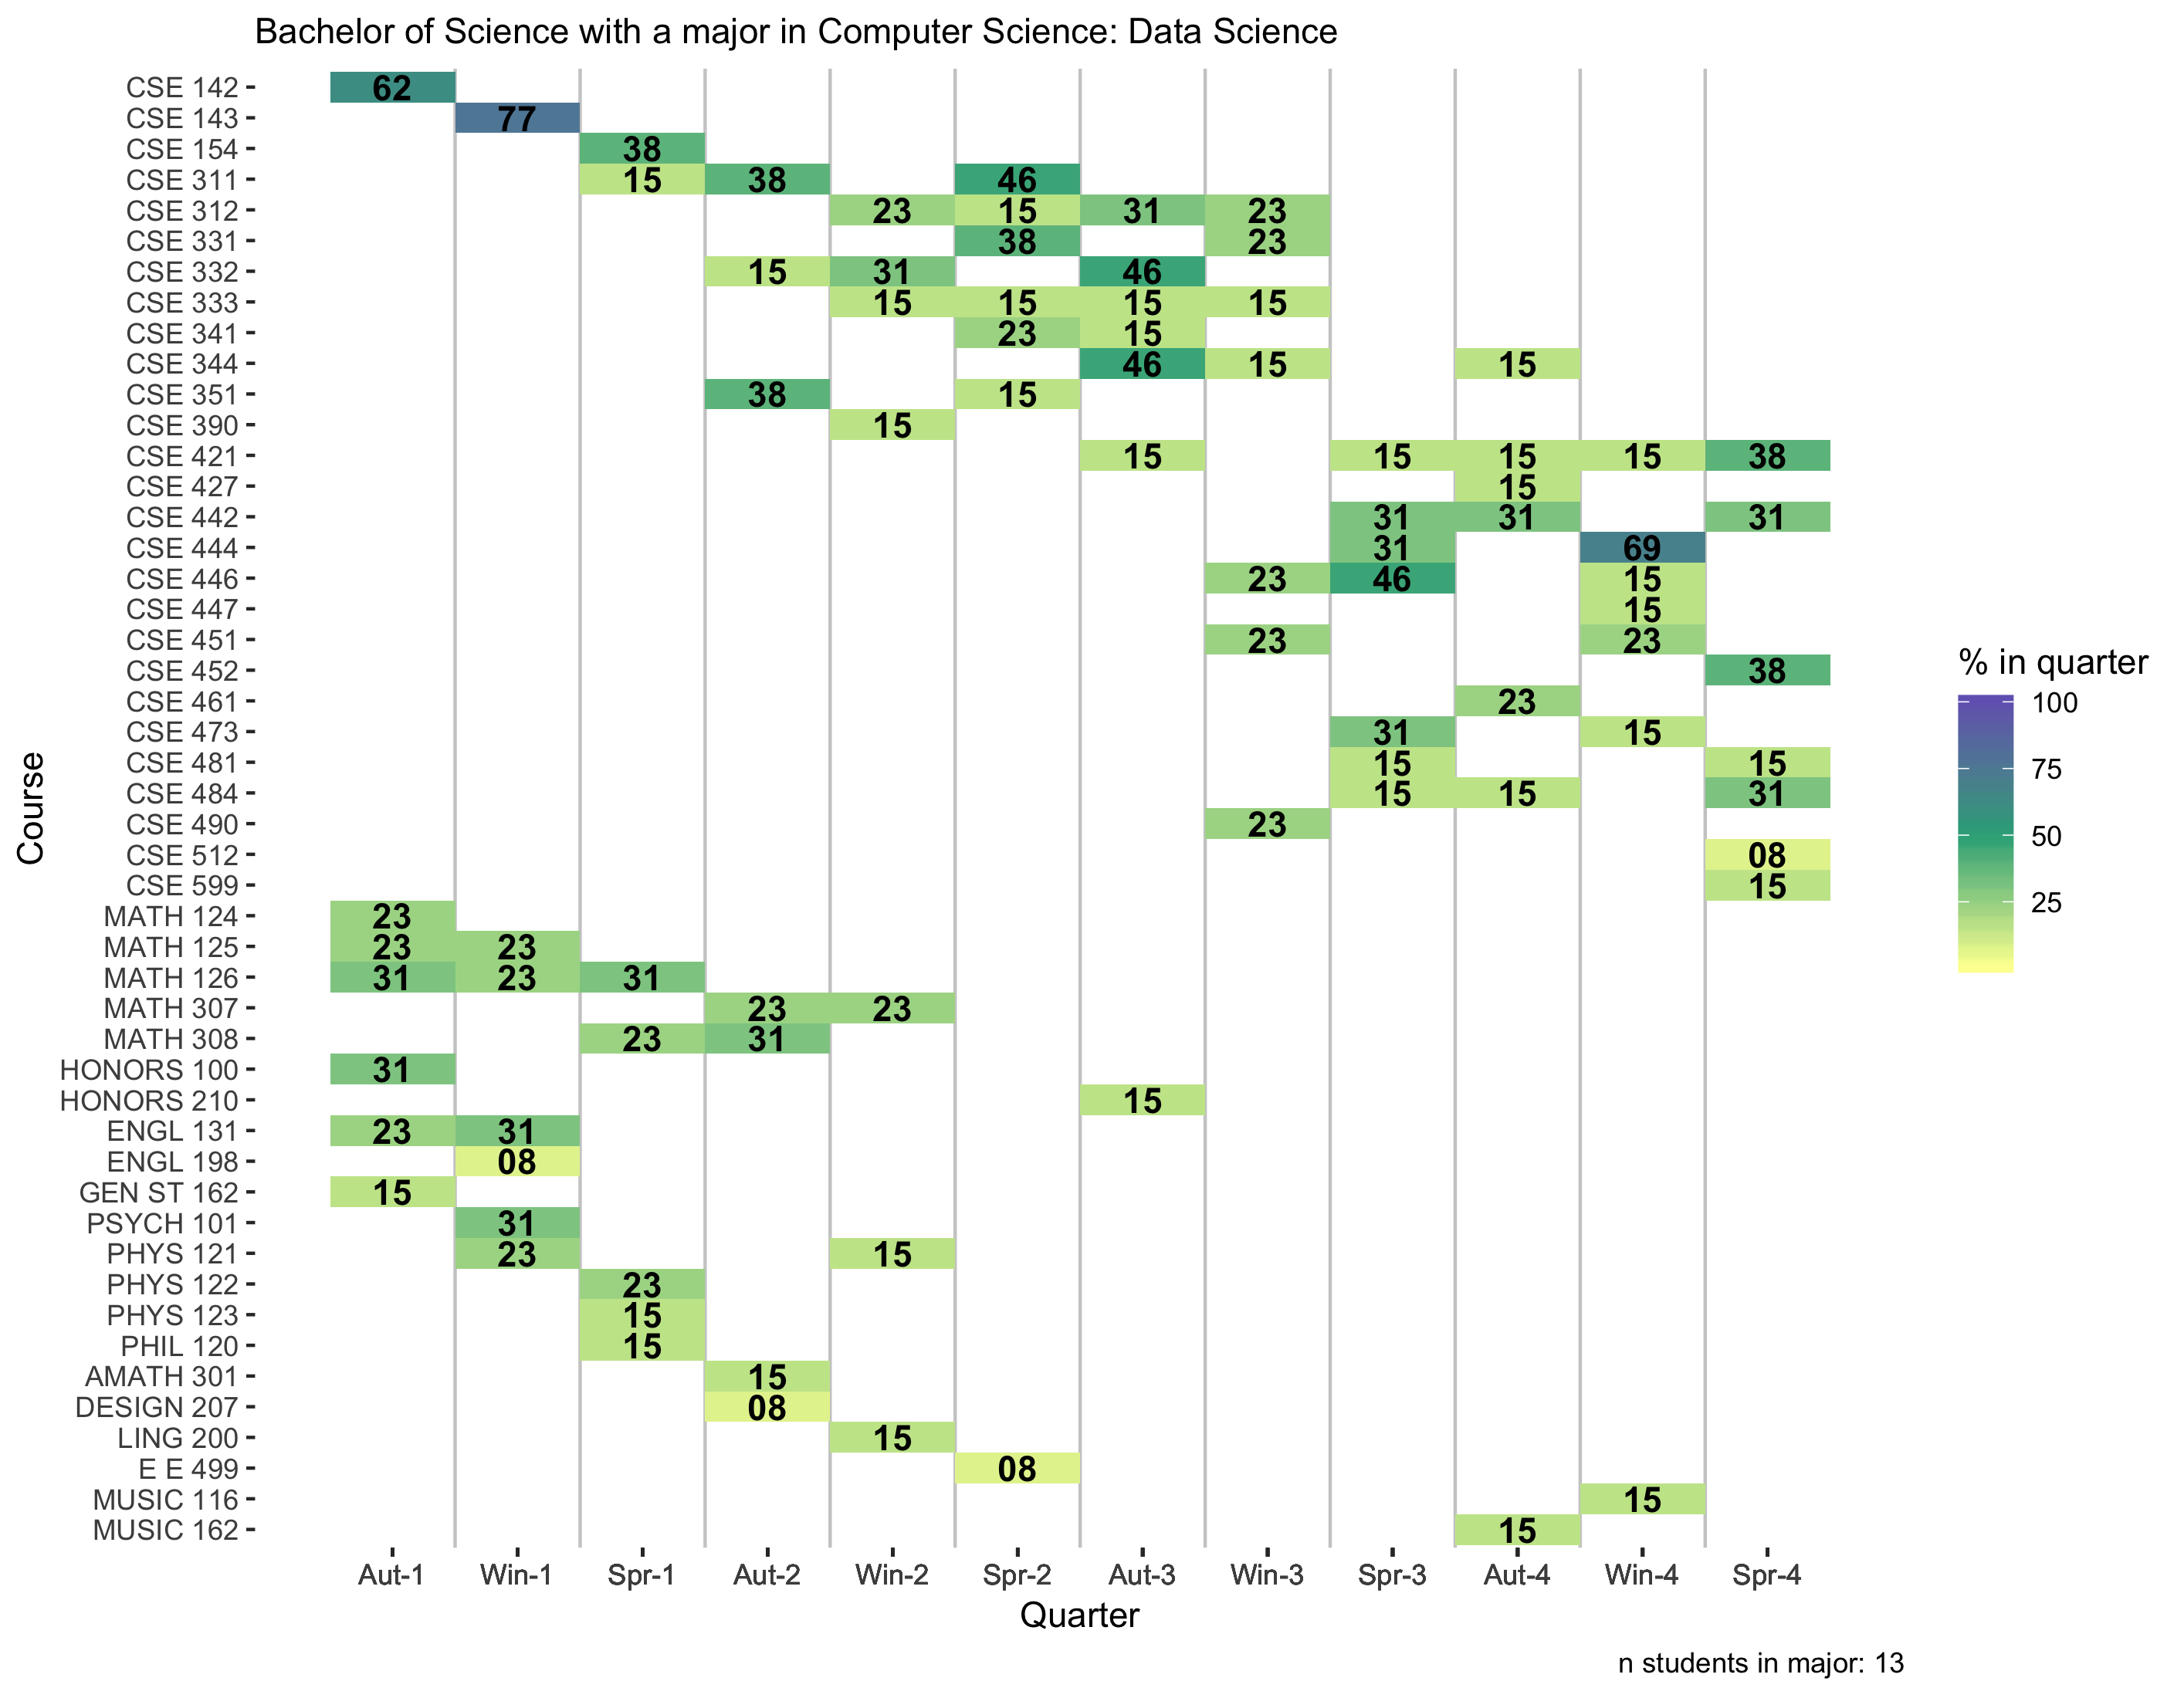 Bachelor of Science with a major in Computer Science: Data Science
CSE 142 62
CSE 143 77
CSE 154 38
CSE 311 15 38 46
CSE 312 23 15 31 23
CSE 331 38 23
CSE 332 15 31 46
CSE 333 15 15 15 15
CSE 341 23 15
CSE 344 46 15 15
CSE 351 38 15
CSE 390 15
CSE 421 15 15 15 15 38
CSE 427 15
CSE 442 31 31 31
CSE 444 31 69
CSE 446 23 46 15
CSE 447 15
CSE 451 23 23
CSE 452 38
CSE 461 23
CSE 473 31 15
CSE 481 15 15
CSE 484 15 15 31
CSE 490 23
CSE 512 08
CSE 599 15
MATH 124 23
MATH 125 23 23
MATH 126 31 23 31
MATH 307 23 23
MATH 308 23 31
HONORS 100 31
HONORS 210 15
ENGL 131 23 31
ENGL 198 08
GEN ST 162 15
PSYCH 101 31
PHYS 121 23 15
PHYS 122 23
PHYS 123 15
PHIL 120 15
AMATH 301 15
DESIGN 207 08
LING 200 15
E E 499 08
MUSIC 116 15
MUSIC 162 15
Aut-1 Win-1 Spr-1 Aut-2 Win-2 Spr-2 Aut-3 Win-3 Spr-3 Aut-4 Win-4 Spr-4
Quarter
Course
% in quarter
100
75
50
25
n students in major: 13